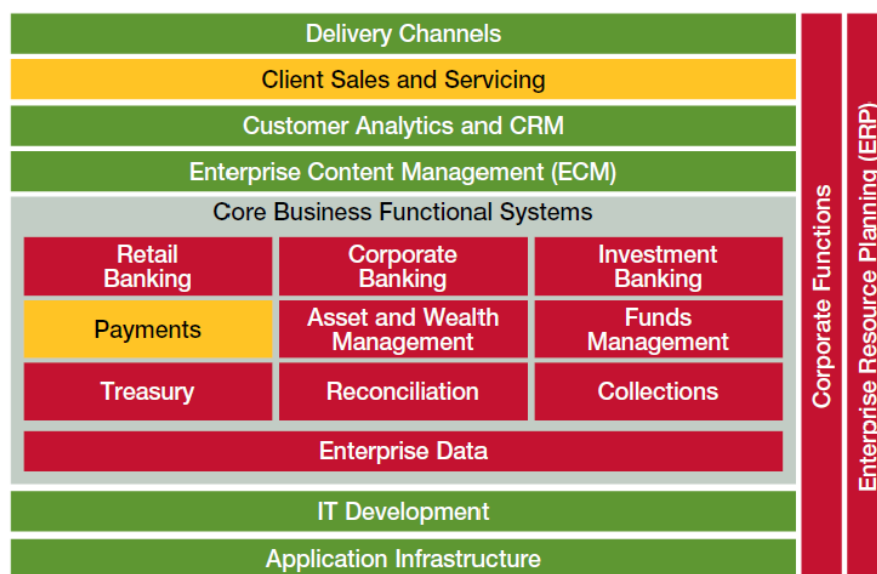 Delivery Channels
Client Sales and Servicing
Customer Analytics and CRM
Enterprise Content Management (ECM)
Core Business Functional Systems
Retail
Banking
Corporate
Banking
Investment
Banking
Payments
Asset and Wealth
Management
Funds
Management
Treasury
Reconciliation
Collections
Enterprise Data
IT Development
Application Infrastructure
Corporate Functions
Enterprise Resource Planning (ERP)